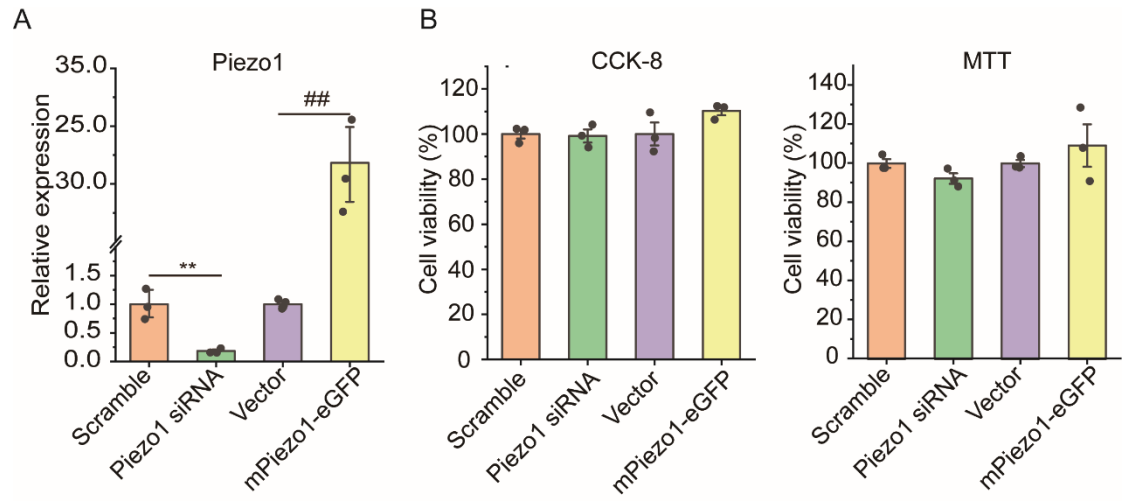 A
Piezo1
Relative expression
35.0
25.0
30.0
1.5
1.0
0.5
0.0
##
**
Scramble
Piezo1 siRNA
Vector
mPiezo1-eGFP
B
CCK-8
Cell viability (%)
120
100
80
60
40
20
0
Scramble
Piezo1 siRNA
Vector
mPiezo1-eGFP
MTT
Cell viability (%)
140
120
100
80
60
40
20
0
Scramble
Piezo1 siRNA
Vector
mPiezo1-eGFP